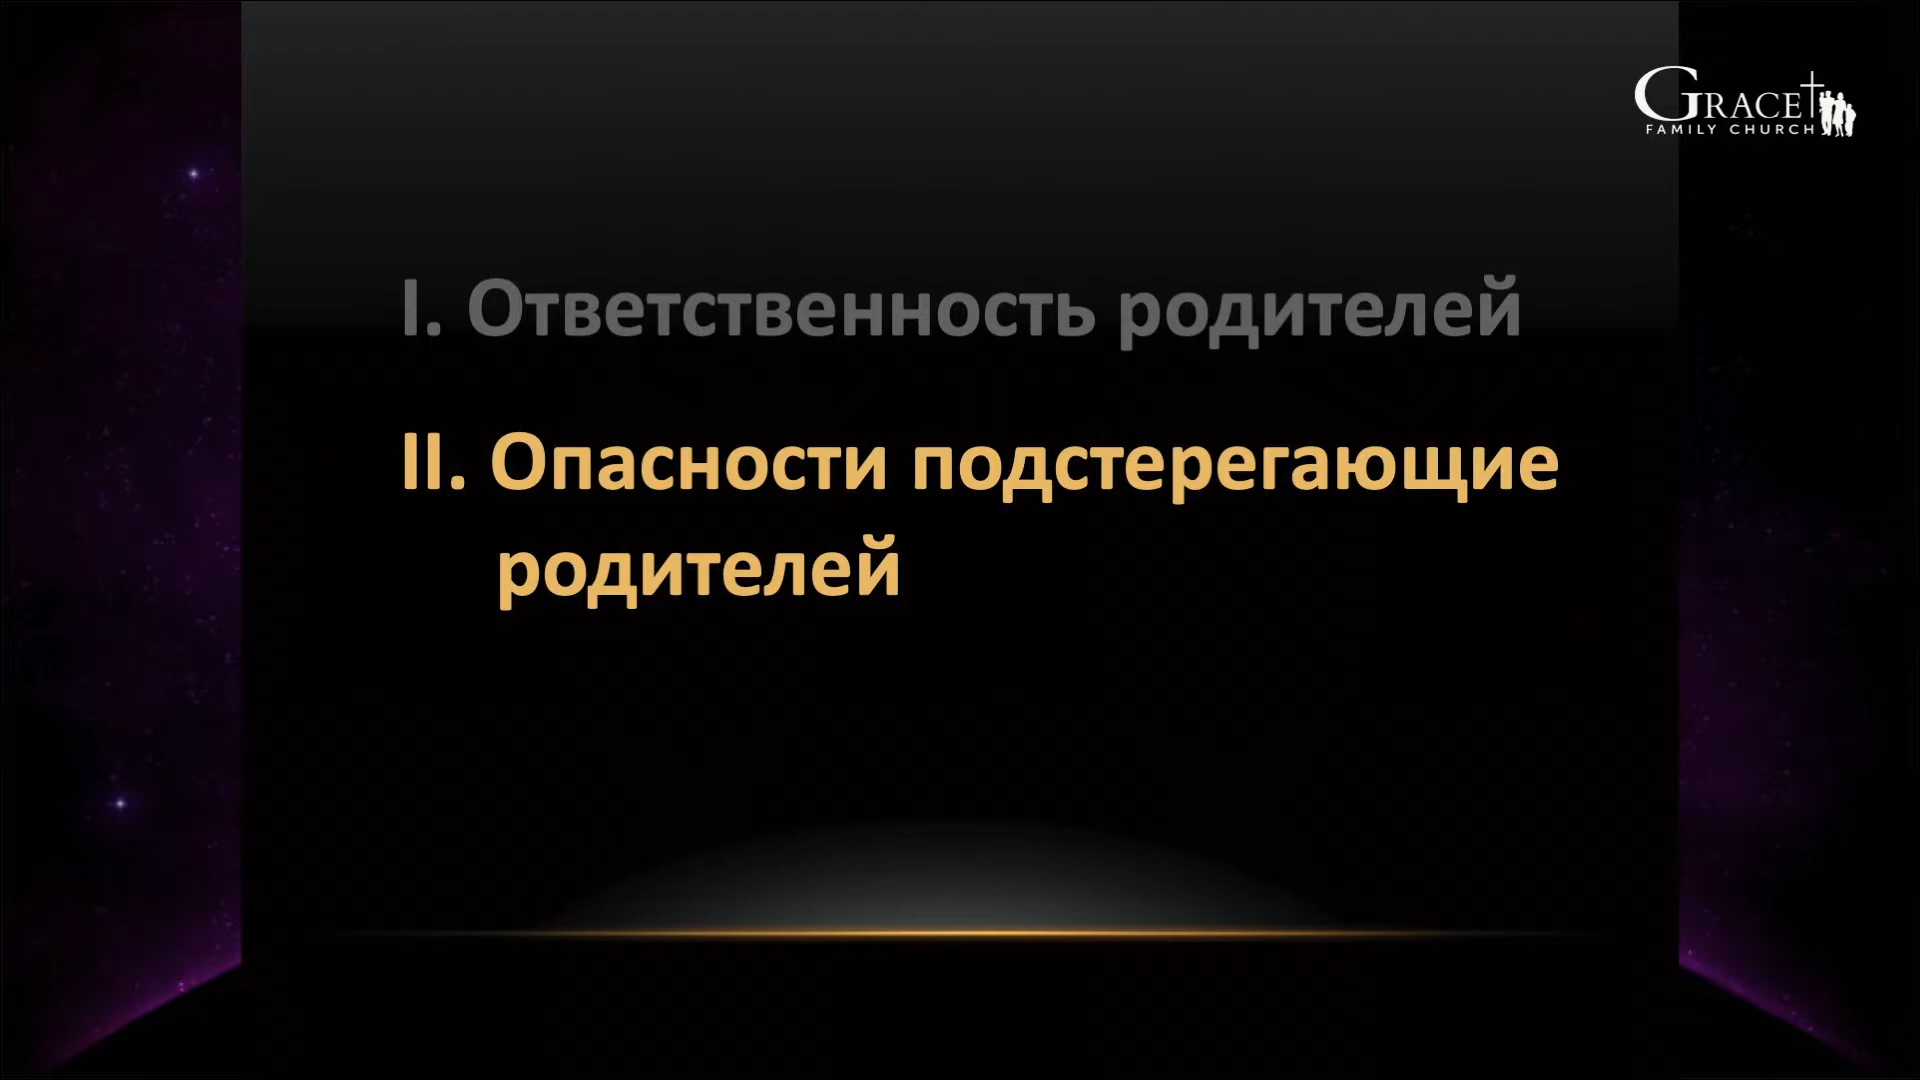 GRACE
FAMILY CHURCH
I. Ответственность родителей
II. Опасности подстерегающие
родителей